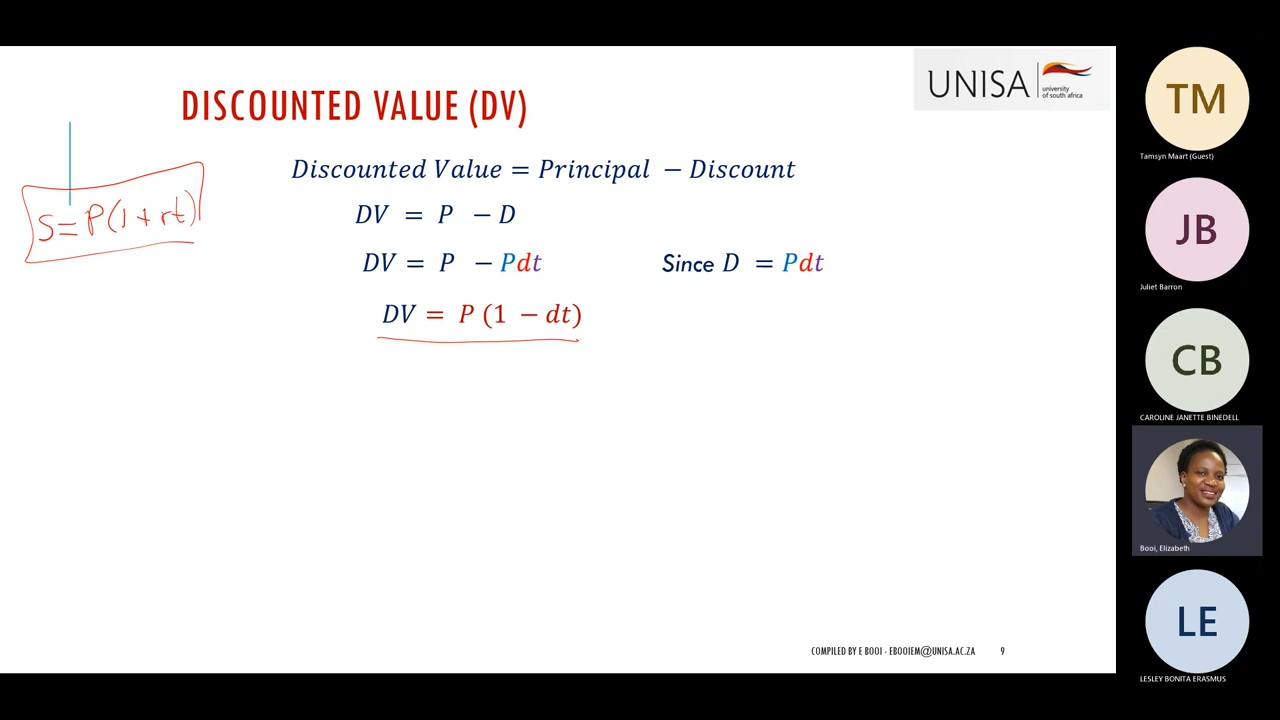 UNISA
university
of south africa
DISCOUNTED VALUE (DV)
Discounted Value = Principal − Discount
S = P(1 + rt)
DV = P − D
DV = P − Pdt Since D = Pdt
DV = P (1 − dt)
COMPILED BY E BOOI - EBOOIEM@UNISA.AC.ZA 9
TM
Tamsyn Maart (Guest)
JB
Juliet Barron
CB
CAROLINE JANETTE BINEDELL
Booi, Elizabeth
LE
LESLEY BONITA ERASMUS